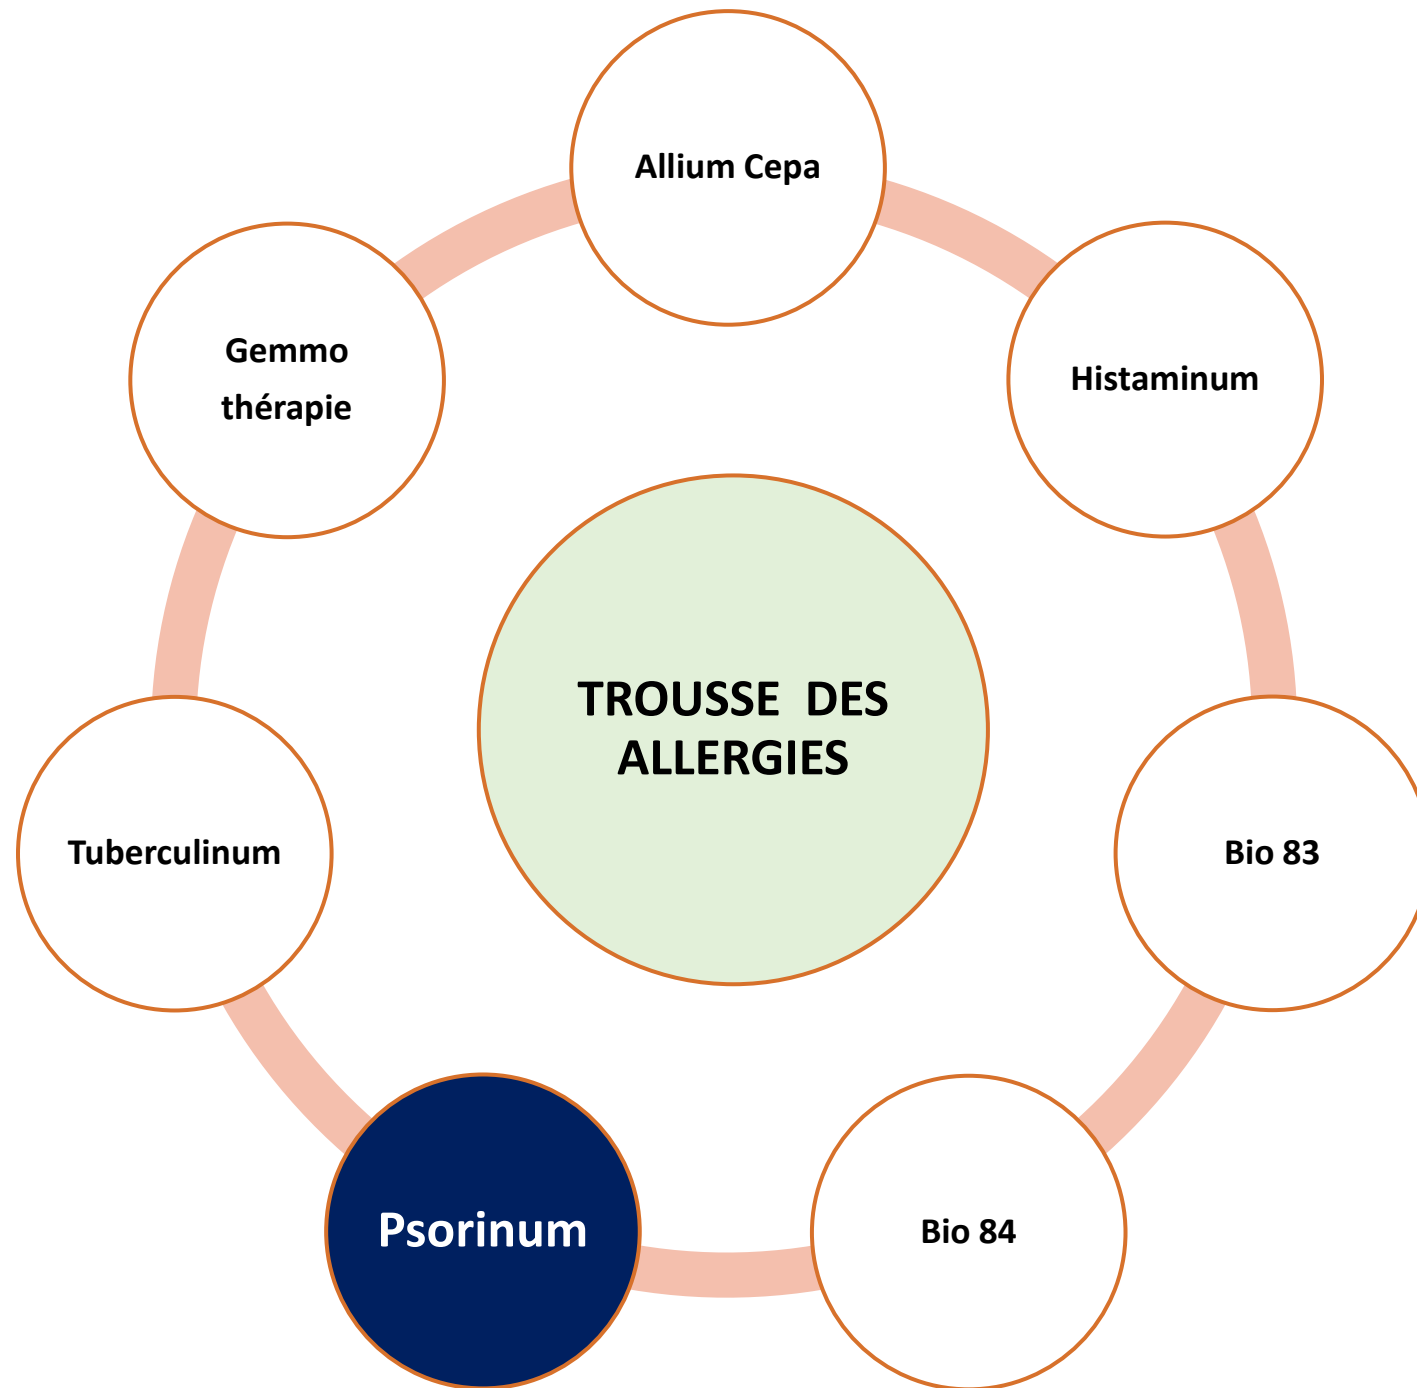 Allium Cepa
Histaminum
Bio 83
Bio 84
Psorinum
Tuberculinum
Gemmo
thérapie
TROUSSE DES
ALLERGIES